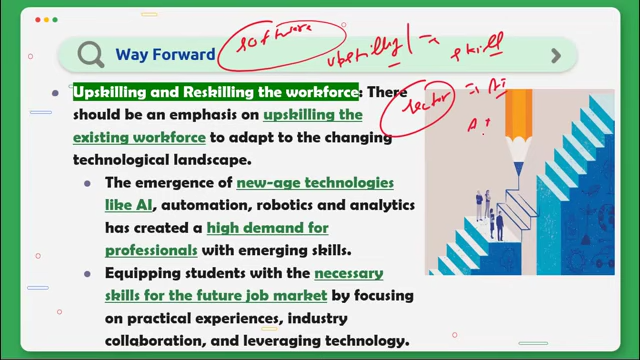 Way Forward
software
upskilly = skill
Upskilling and Reskilling the workforce: There
should be an emphasis on upskilling the
existing workforce to adapt to the changing
technological landscape.
sector = AI
A.I
The emergence of new-age technologies
like AI, automation, robotics and analytics
has created a high demand for
professionals with emerging skills.
Equipping students with the necessary
skills for the future job market by focusing
on practical experiences, industry
collaboration, and leveraging technology.